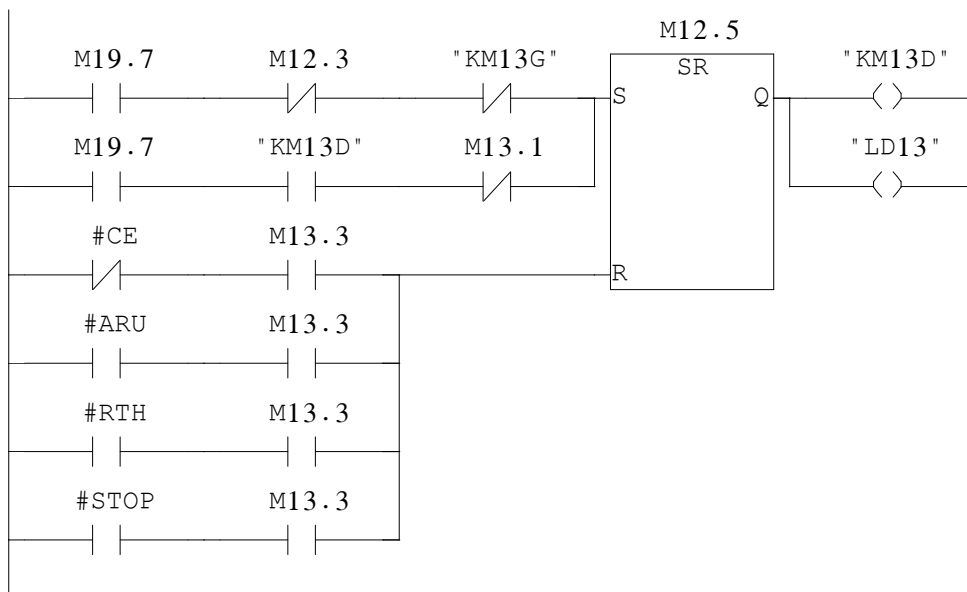 M12.5
M19.7 M12.3 "KM13G" SR "KM13D"
S Q
M19.7 "KM13D" M13.1 "LD13"
#CE M13.3
R
#ARU M13.3
#RTH M13.3
#STOP M13.3